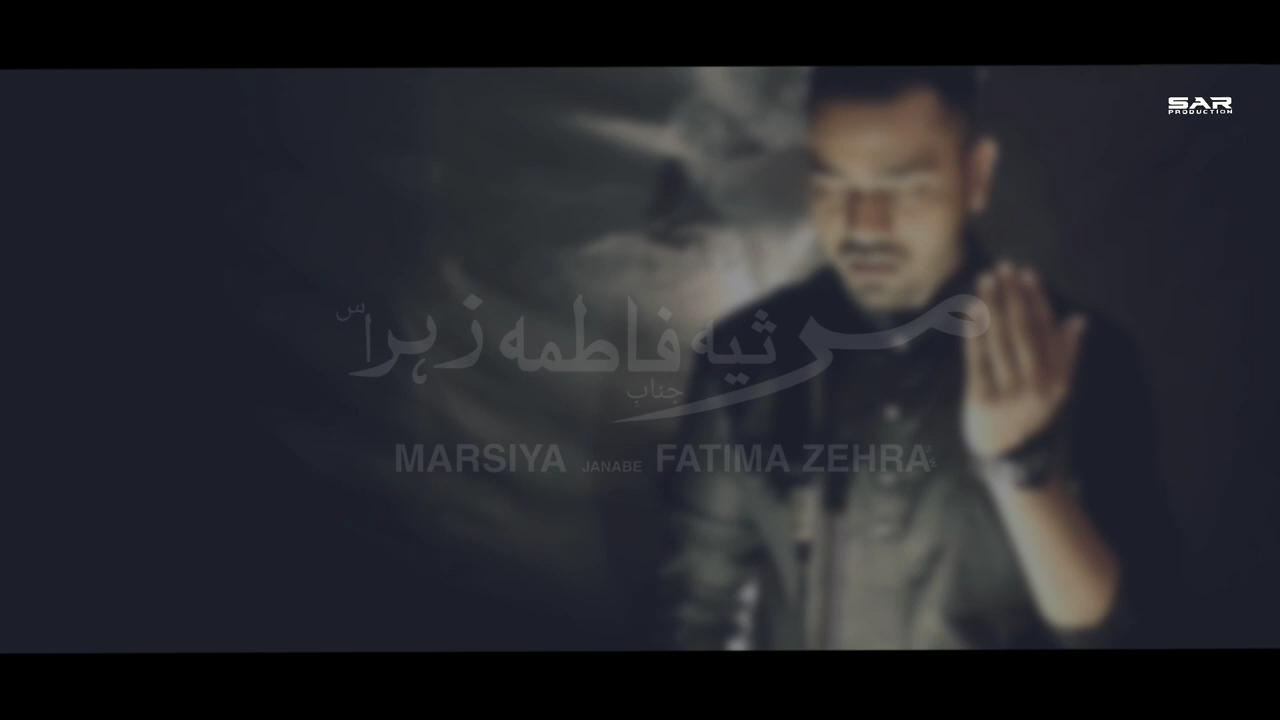 SAR
PRODUCTION
مرثیہ فاطمہ زہرا س
جنابِ
MARSIYA JANABE FATIMA ZEHRA